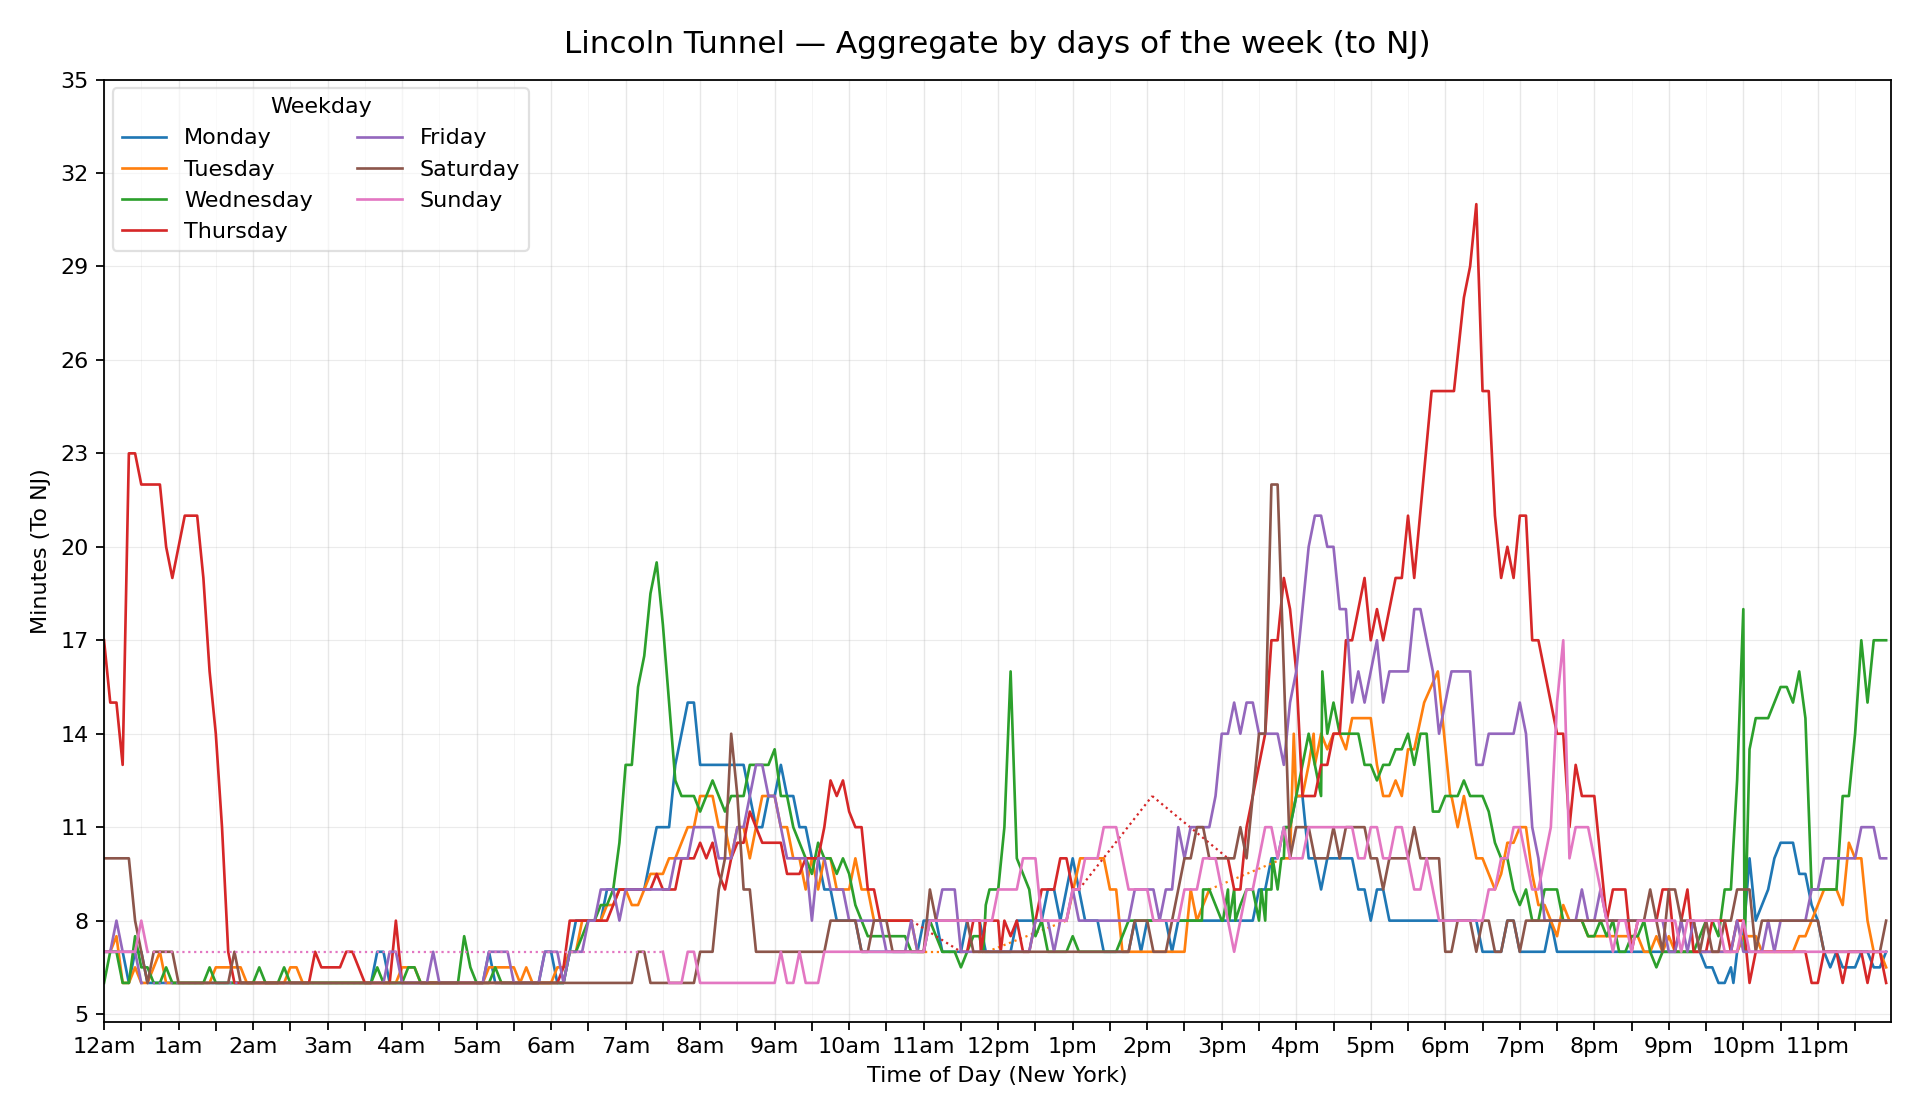 Lincoln Tunnel — Aggregate by days of the week (to NJ)
Weekday
Monday
Tuesday
Wednesday
Thursday
Friday
Saturday
Sunday
Minutes (To NJ)
35
32
29
26
23
20
17
14
11
8
5
12am 1am 2am 3am 4am 5am 6am 7am 8am 9am 10am 11am 12pm 1pm 2pm 3pm 4pm 5pm 6pm 7pm 8pm 9pm 10pm 11pm
Time of Day (New York)